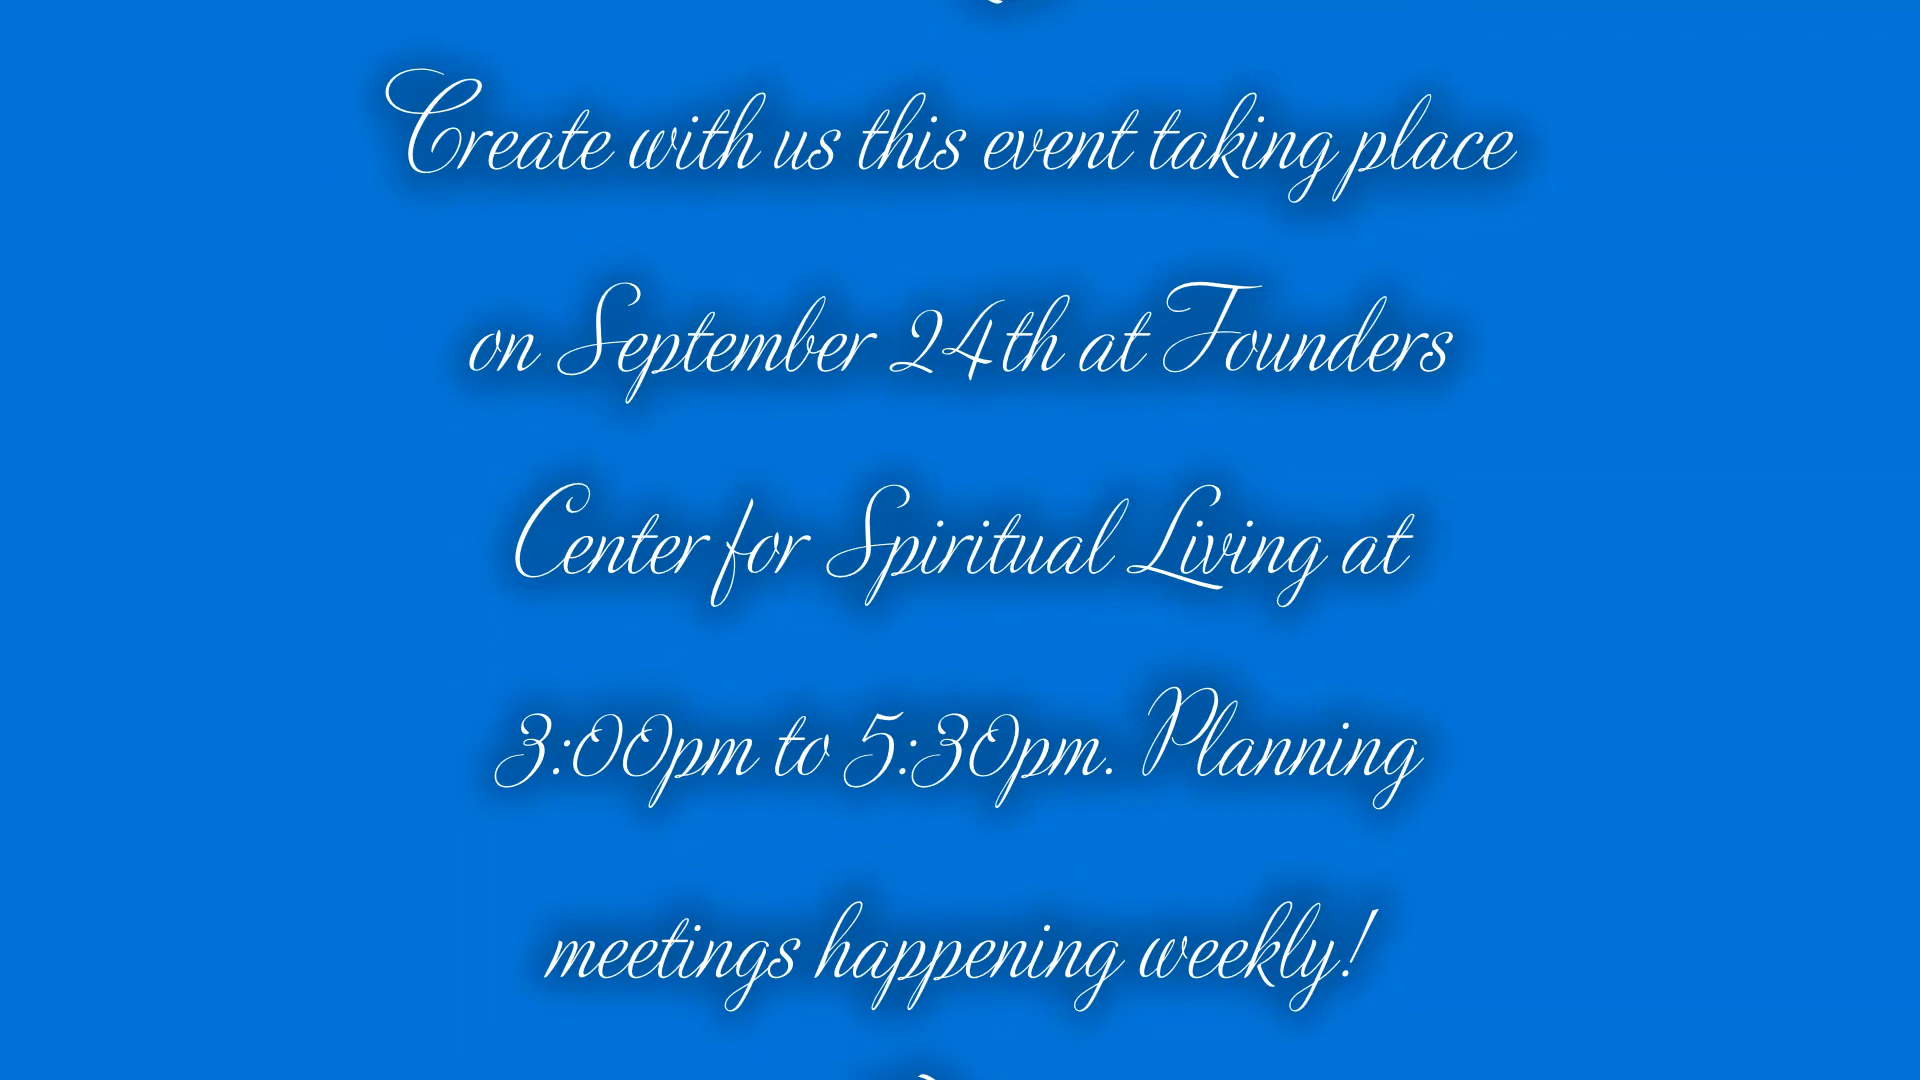 Create with us this event taking place
on September 24th at Founders
Center for Spiritual Living at
3:00pm to 5:30pm. Planning
meetings happening weekly!